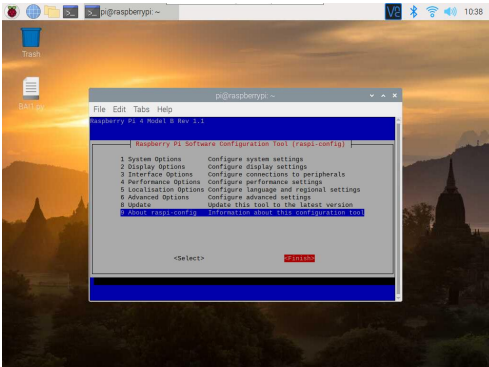 pi@raspberrypi: ~
10:38
Trash
pi@raspberrypi: ~
File Edit Tabs Help
Raspberry Pi 4 Model B Rev 1.1
Raspberry Pi Software Configuration Tool (raspi-config)
1 System Options Configure system settings
2 Display Options Configure display settings
3 Interface Options Configure connections to peripherals
4 Performance Options Configure performance settings
5 Localisation Options Configure language and regional settings
6 Advanced Options Configure advanced settings
8 Update Update this tool to the latest version
9 About raspi-config Information about this configuration tool
<Select> <Finish>